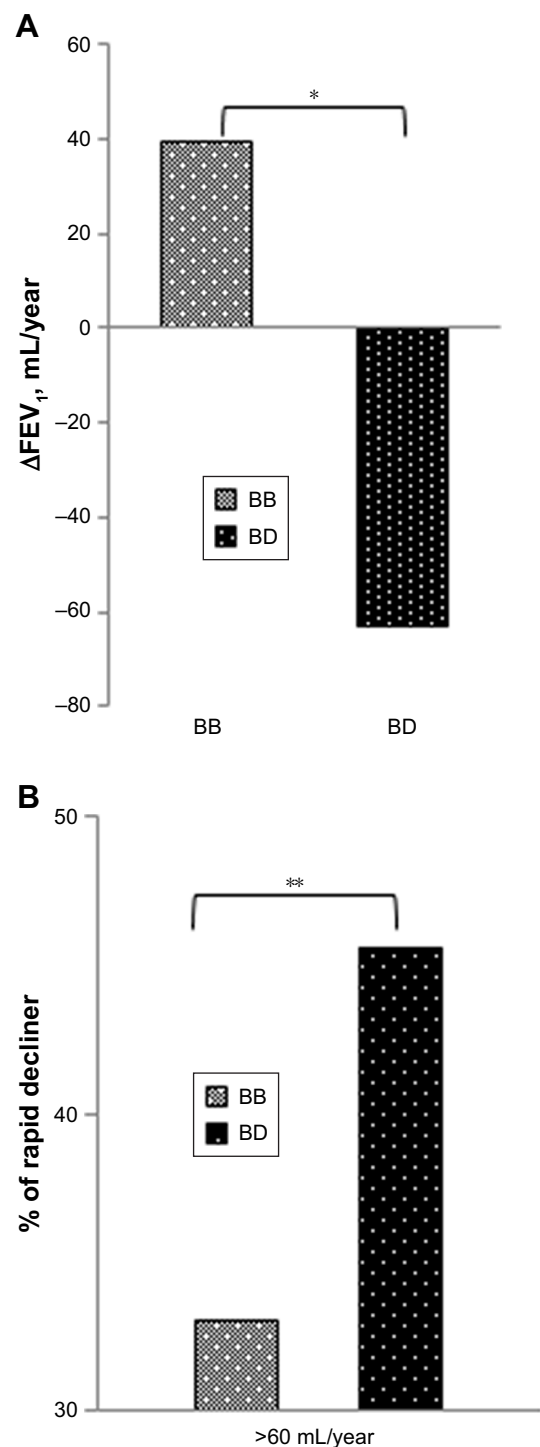 A
60
40
20
0
–20
–40
–60
–80
ΔFEV₁, mL/year
*
BB
BD
BB
BD
B
50
40
30
% of rapid decliner
**
BB
BD
>60 mL/year